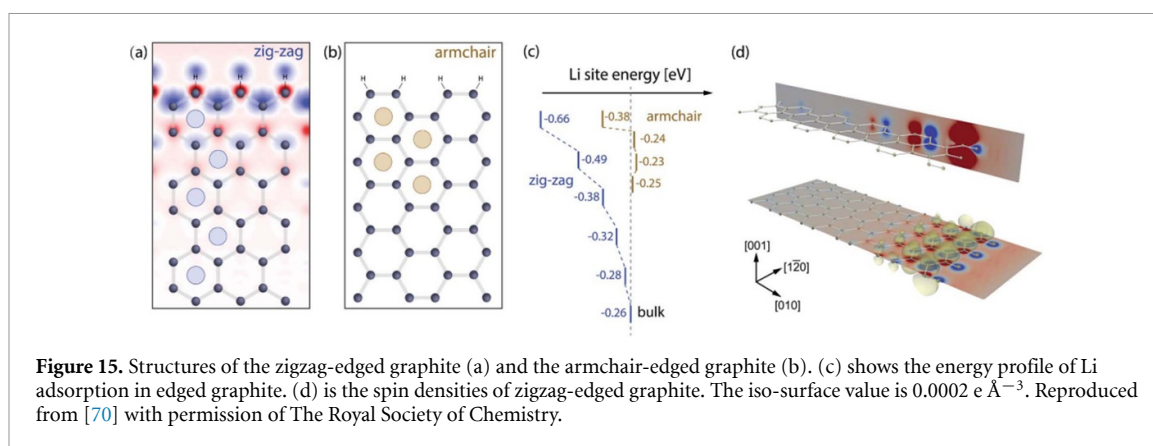 (a)
zig-zag
H
H
H
(b)
armchair
H
H
H
H
(c)
Li site energy [eV]
-0.66
-0.38
armchair
-0.24
-0.49
-0.23
zig-zag
-0.25
-0.38
-0.32
-0.28
-0.26
bulk
(d)
[001]
[1̄20]
[010]
Figure 15. Structures of the zigzag-edged graphite (a) and the armchair-edged graphite (b). (c) shows the energy profile of Li
adsorption in edged graphite. (d) is the spin densities of zigzag-edged graphite. The iso-surface value is 0.0002 e Å−3. Reproduced
from [70] with permission of The Royal Society of Chemistry.